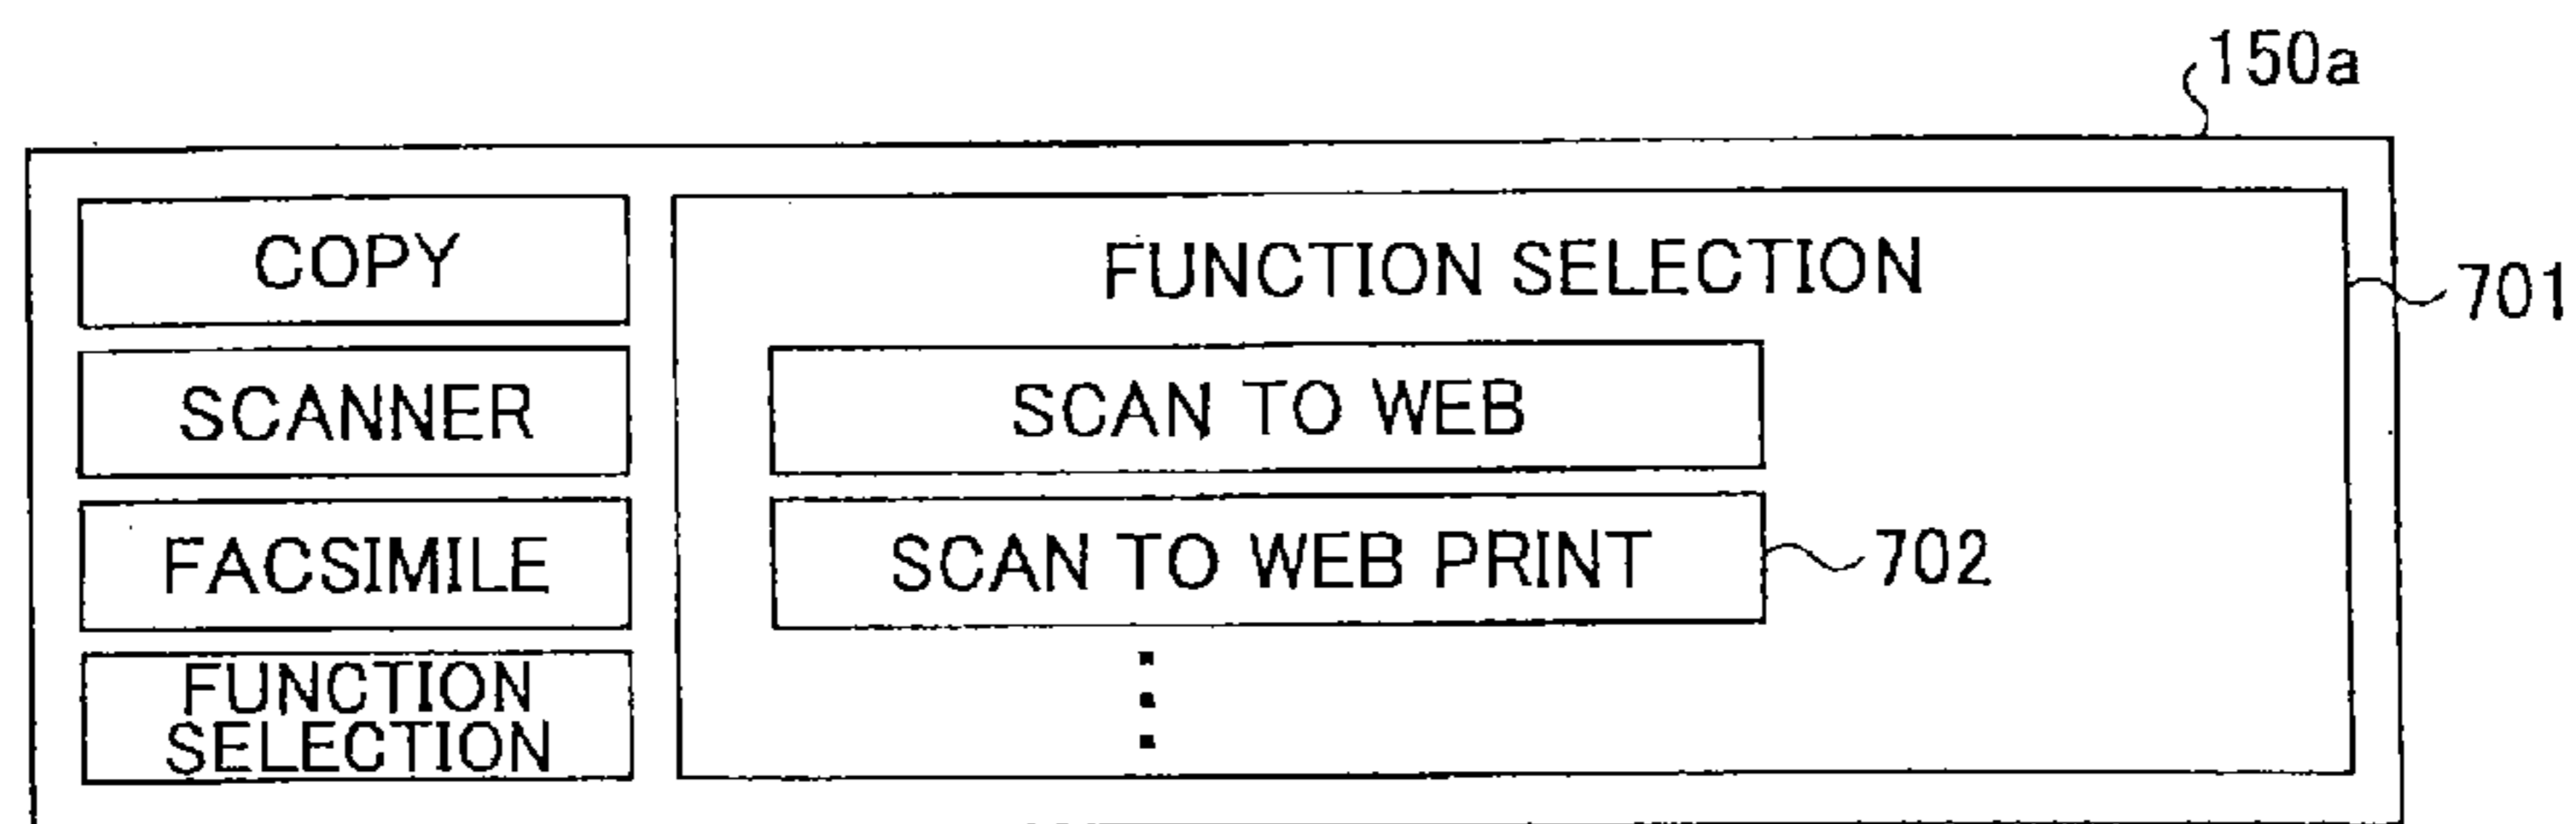 150a
COPY
SCANNER
FACSIMILE
FUNCTION
SELECTION
FUNCTION SELECTION
701
SCAN TO WEB
SCAN TO WEB PRINT
702